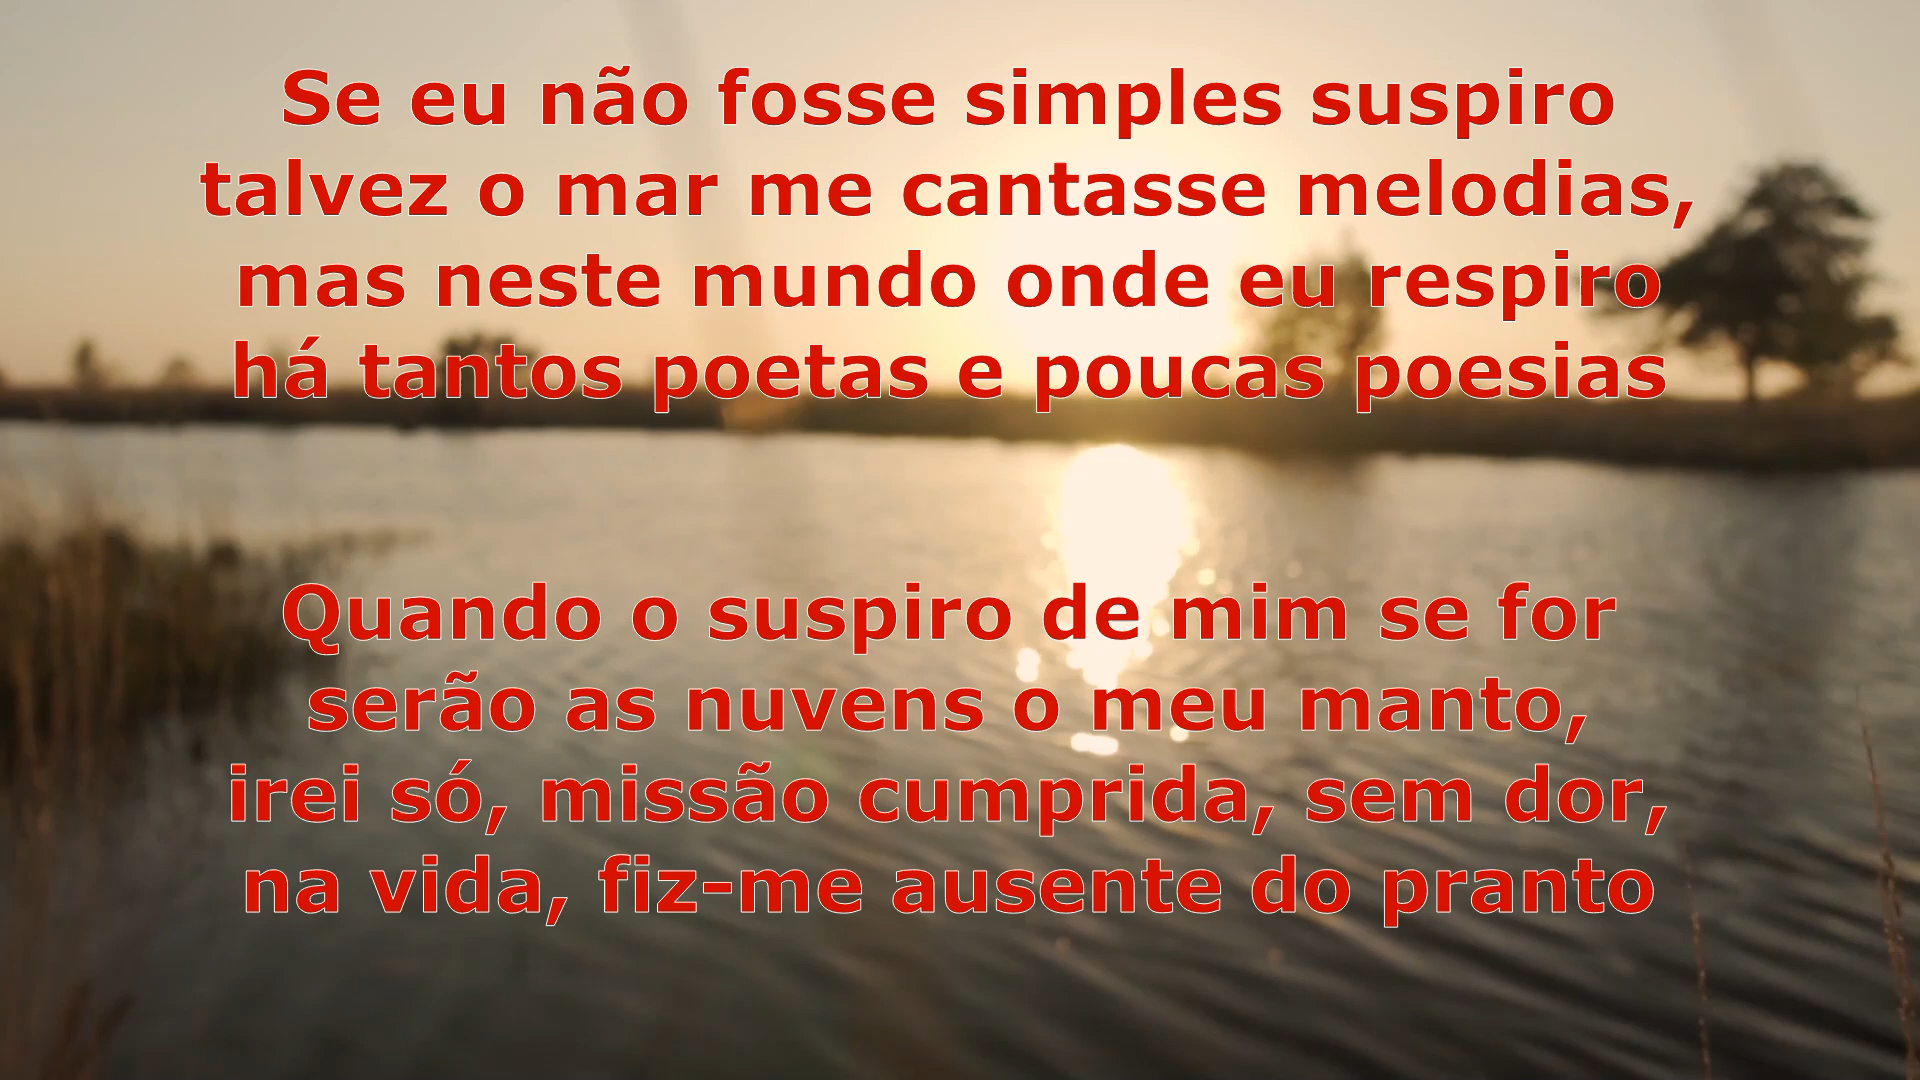 Se eu não fosse simples suspiro
talvez o mar me cantasse melodias,
mas neste mundo onde eu respiro
há tantos poetas e poucas poesias
Quando o suspiro de mim se for
serão as nuvens o meu manto,
irei só, missão cumprida, sem dor,
na vida, fiz-me ausente do pranto